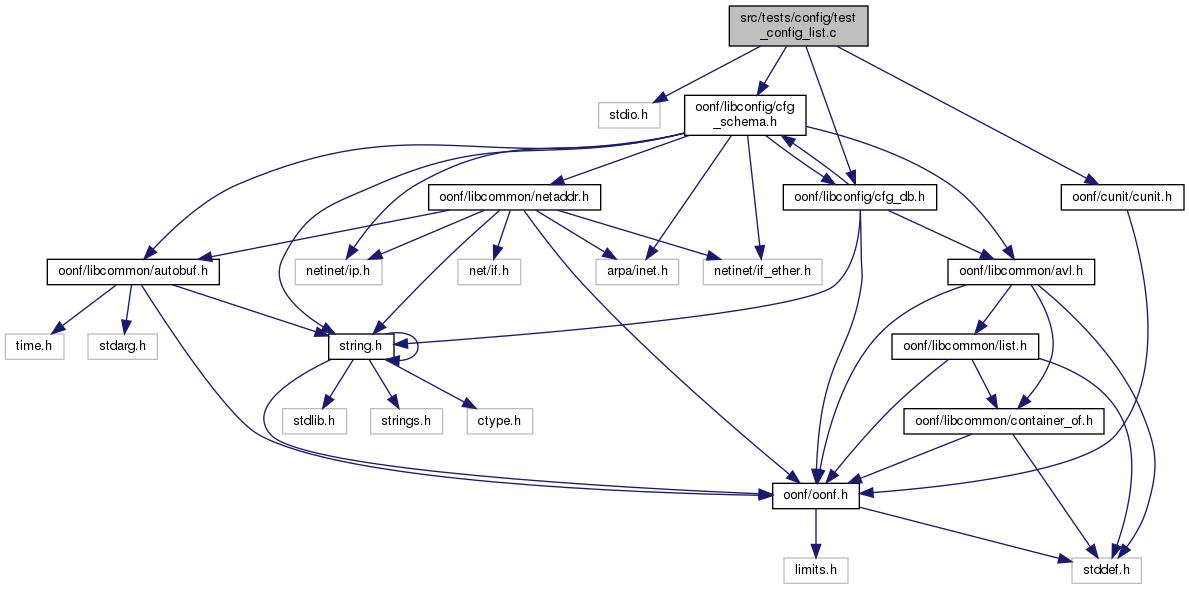 src/tests/config/test
_config_list.c
stdio.h
oonf/libconfig/cfg
_schema.h
oonf/libcommon/netaddr.h
oonf/libconfig/cfg_db.h
oonf/cunit/cunit.h
oonf/libcommon/autobuf.h
netinet/ip.h
net/if.h
arpa/inet.h
netinet/if_ether.h
oonf/libcommon/avl.h
time.h
stdarg.h
string.h
oonf/libcommon/list.h
stdlib.h
strings.h
ctype.h
oonf/libcommon/container_of.h
oonf/oonf.h
limits.h
stddef.h